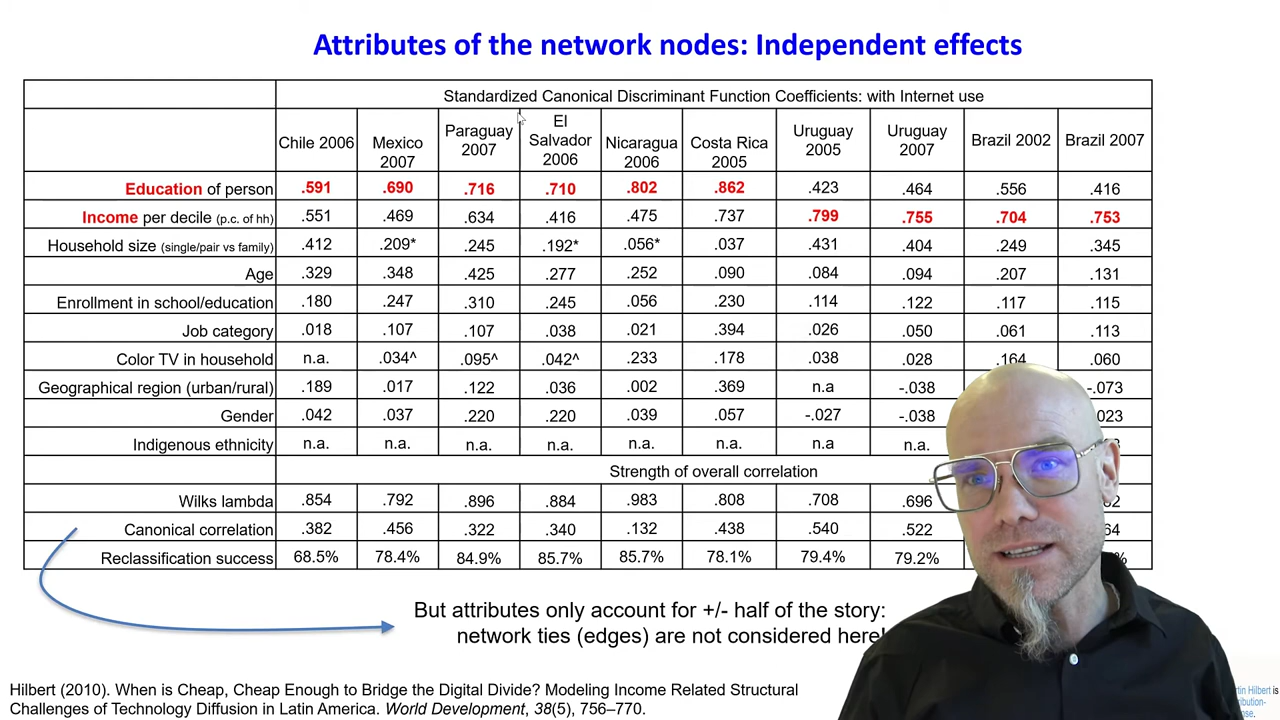 Attributes of the network nodes: Independent effects
Standardized Canonical Discriminant Function Coefficients: with Internet use
Chile 2006 Mexico 2007 Paraguay 2007 El Salvador 2006 Nicaragua 2006 Costa Rica 2005 Uruguay 2005 Uruguay 2007 Brazil 2002 Brazil 2007
Education of person .591 .690 .716 .710 .802 .862 .423 .464 .556 .416
Income per decile (p.c. of hh) .551 .469 .634 .416 .475 .737 .799 .755 .704 .753
Household size (single/pair vs family) .412 .209* .245 .192* .056* .037 .431 .404 .249 .345
Age .329 .348 .425 .277 .252 .090 .084 .094 .207 .131
Enrollment in school/education .180 .247 .310 .245 .056 .230 .114 .122 .117 .115
Job category .018 .107 .107 .038 .021 .394 .026 .050 .061 .113
Color TV in household n.a. .034^ .095^ .042^ .233 .178 .038 .028 .164 .060
Geographical region (urban/rural) .189 .017 .122 .036 .002 .369 n.a -.038 -.073
Gender .042 .037 .220 .220 .039 .057 -.027 -.038
Indigenous ethnicity n.a. n.a. n.a. n.a. n.a. n.a. n.a n.a.
Strength of overall correlation
Wilks lambda .854 .792 .896 .884 .983 .808 .708 .696
Canonical correlation .382 .456 .322 .340 .132 .438 .540 .522
Reclassification success 68.5% 78.4% 84.9% 85.7% 85.7% 78.1% 79.4% 79.2%
But attributes only account for +/- half of the story:
network ties (edges) are not considered here!
Hilbert (2010). When is Cheap, Cheap Enough to Bridge the Digital Divide? Modeling Income Related Structural
Challenges of Technology Diffusion in Latin America. World Development, 38(5), 756–770.
Hilbert is